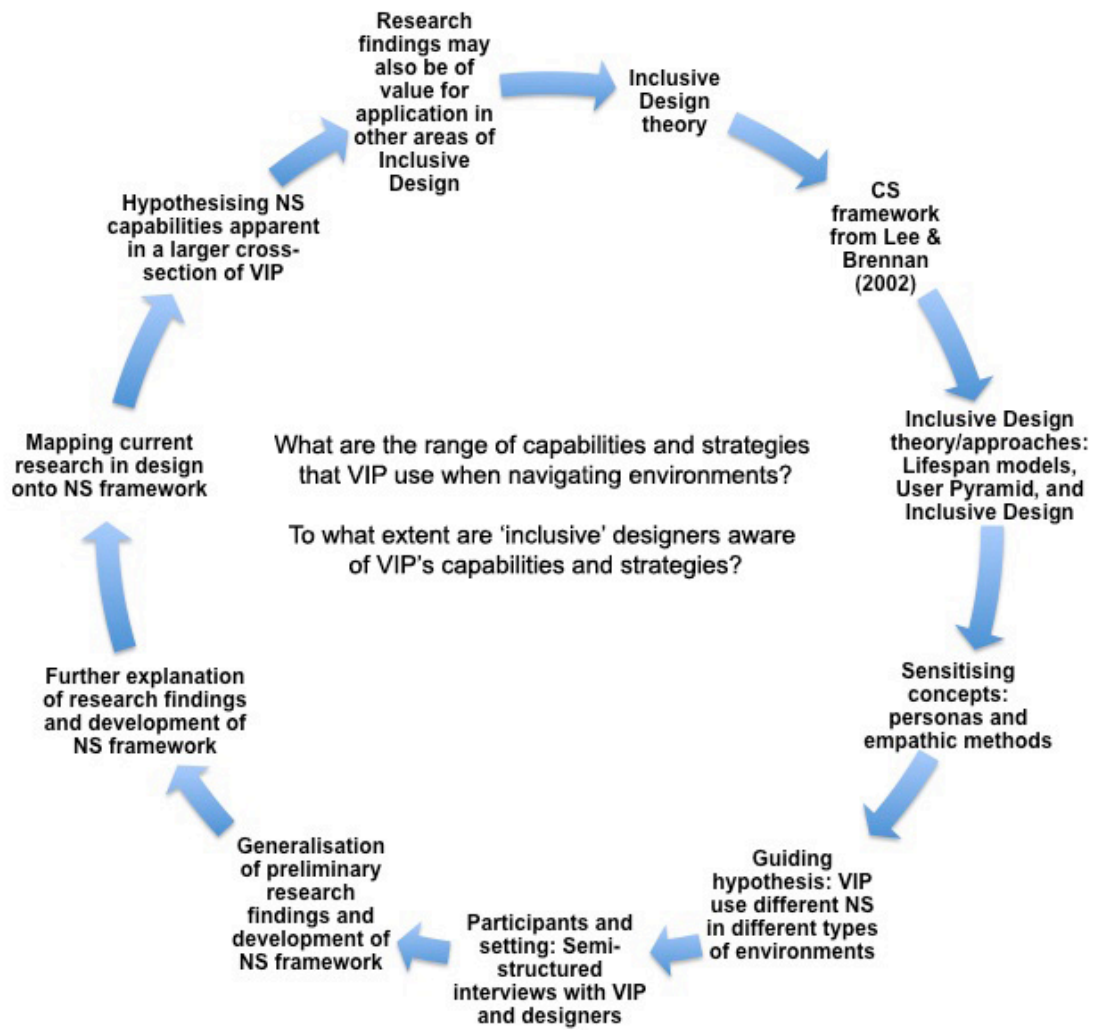 Research
findings may
also be of
value for
application in
other areas of
Inclusive
Design
Inclusive
Design
theory
CS
framework
from Lee &
Brennan
(2002)
Inclusive Design
theory/approaches:
Lifespan models,
User Pyramid, and
Inclusive Design
Sensitising
concepts:
personas and
empathic methods
Guiding
hypothesis: VIP
use different NS
in different types
of environments
Participants and
setting: Semi-
structured
interviews with VIP
and designers
Generalisation
of preliminary
research
findings and
development of
NS framework
Further explanation
of research findings
and development of
NS framework
Mapping current
research in design
onto NS framework
Hypothesising NS
capabilities apparent
in a larger cross-
section of VIP
What are the range of capabilities and strategies
that VIP use when navigating environments?
To what extent are ‘inclusive’ designers aware
of VIP’s capabilities and strategies?